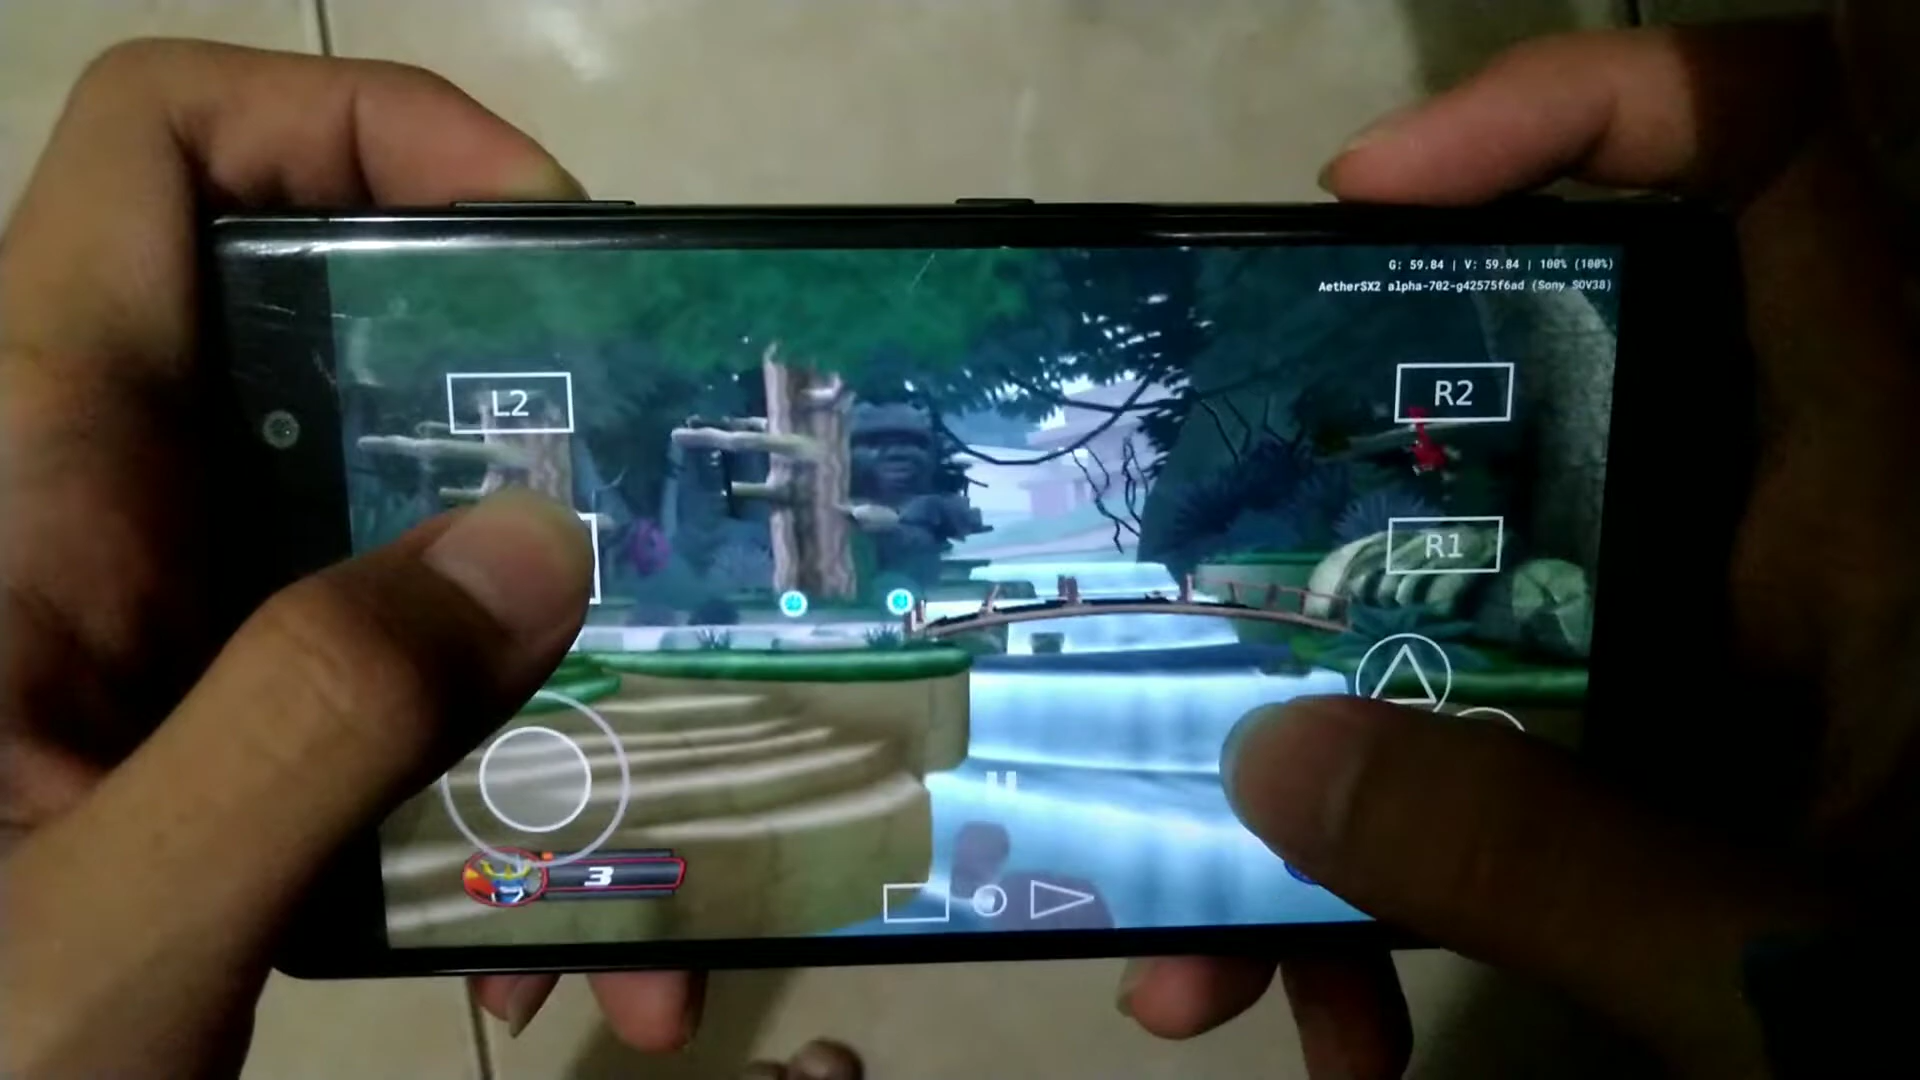 G: 59.84 | V: 59.84 | 100% (100%)
AetherSX2 alpha-702-g42575f6ad (Sony SOV38)
L2
R2
R1
3